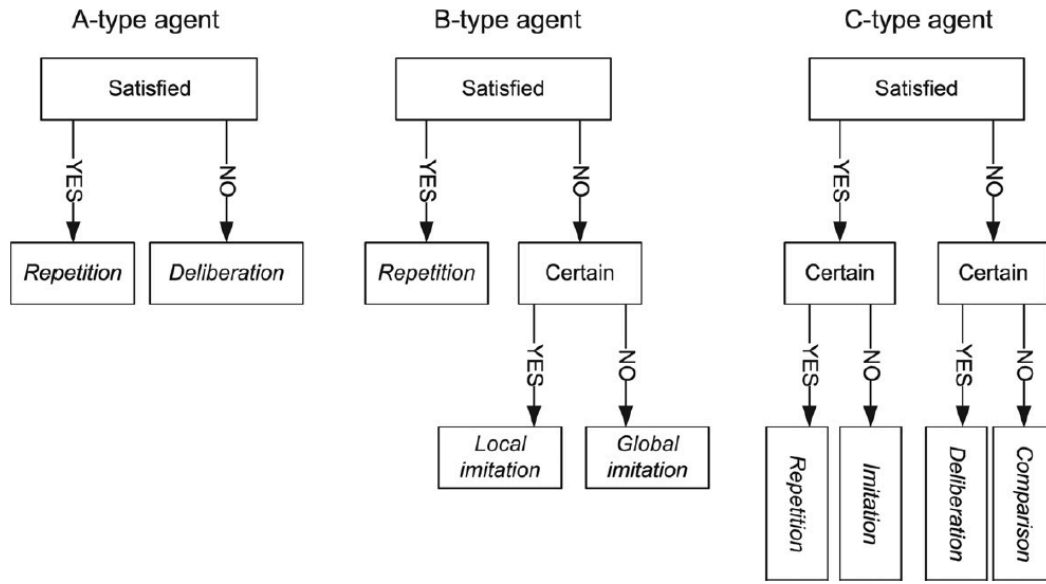 A-type agent
B-type agent
C-type agent
Satisfied
Satisfied
Satisfied
YES
NO
YES
NO
YES
NO
Repetition
Deliberation
Repetition
Certain
Certain
Certain
YES
NO
YES
NO
YES
NO
Local
imitation
Global
imitation
Repetition
Imitation
Deliberation
Comparison